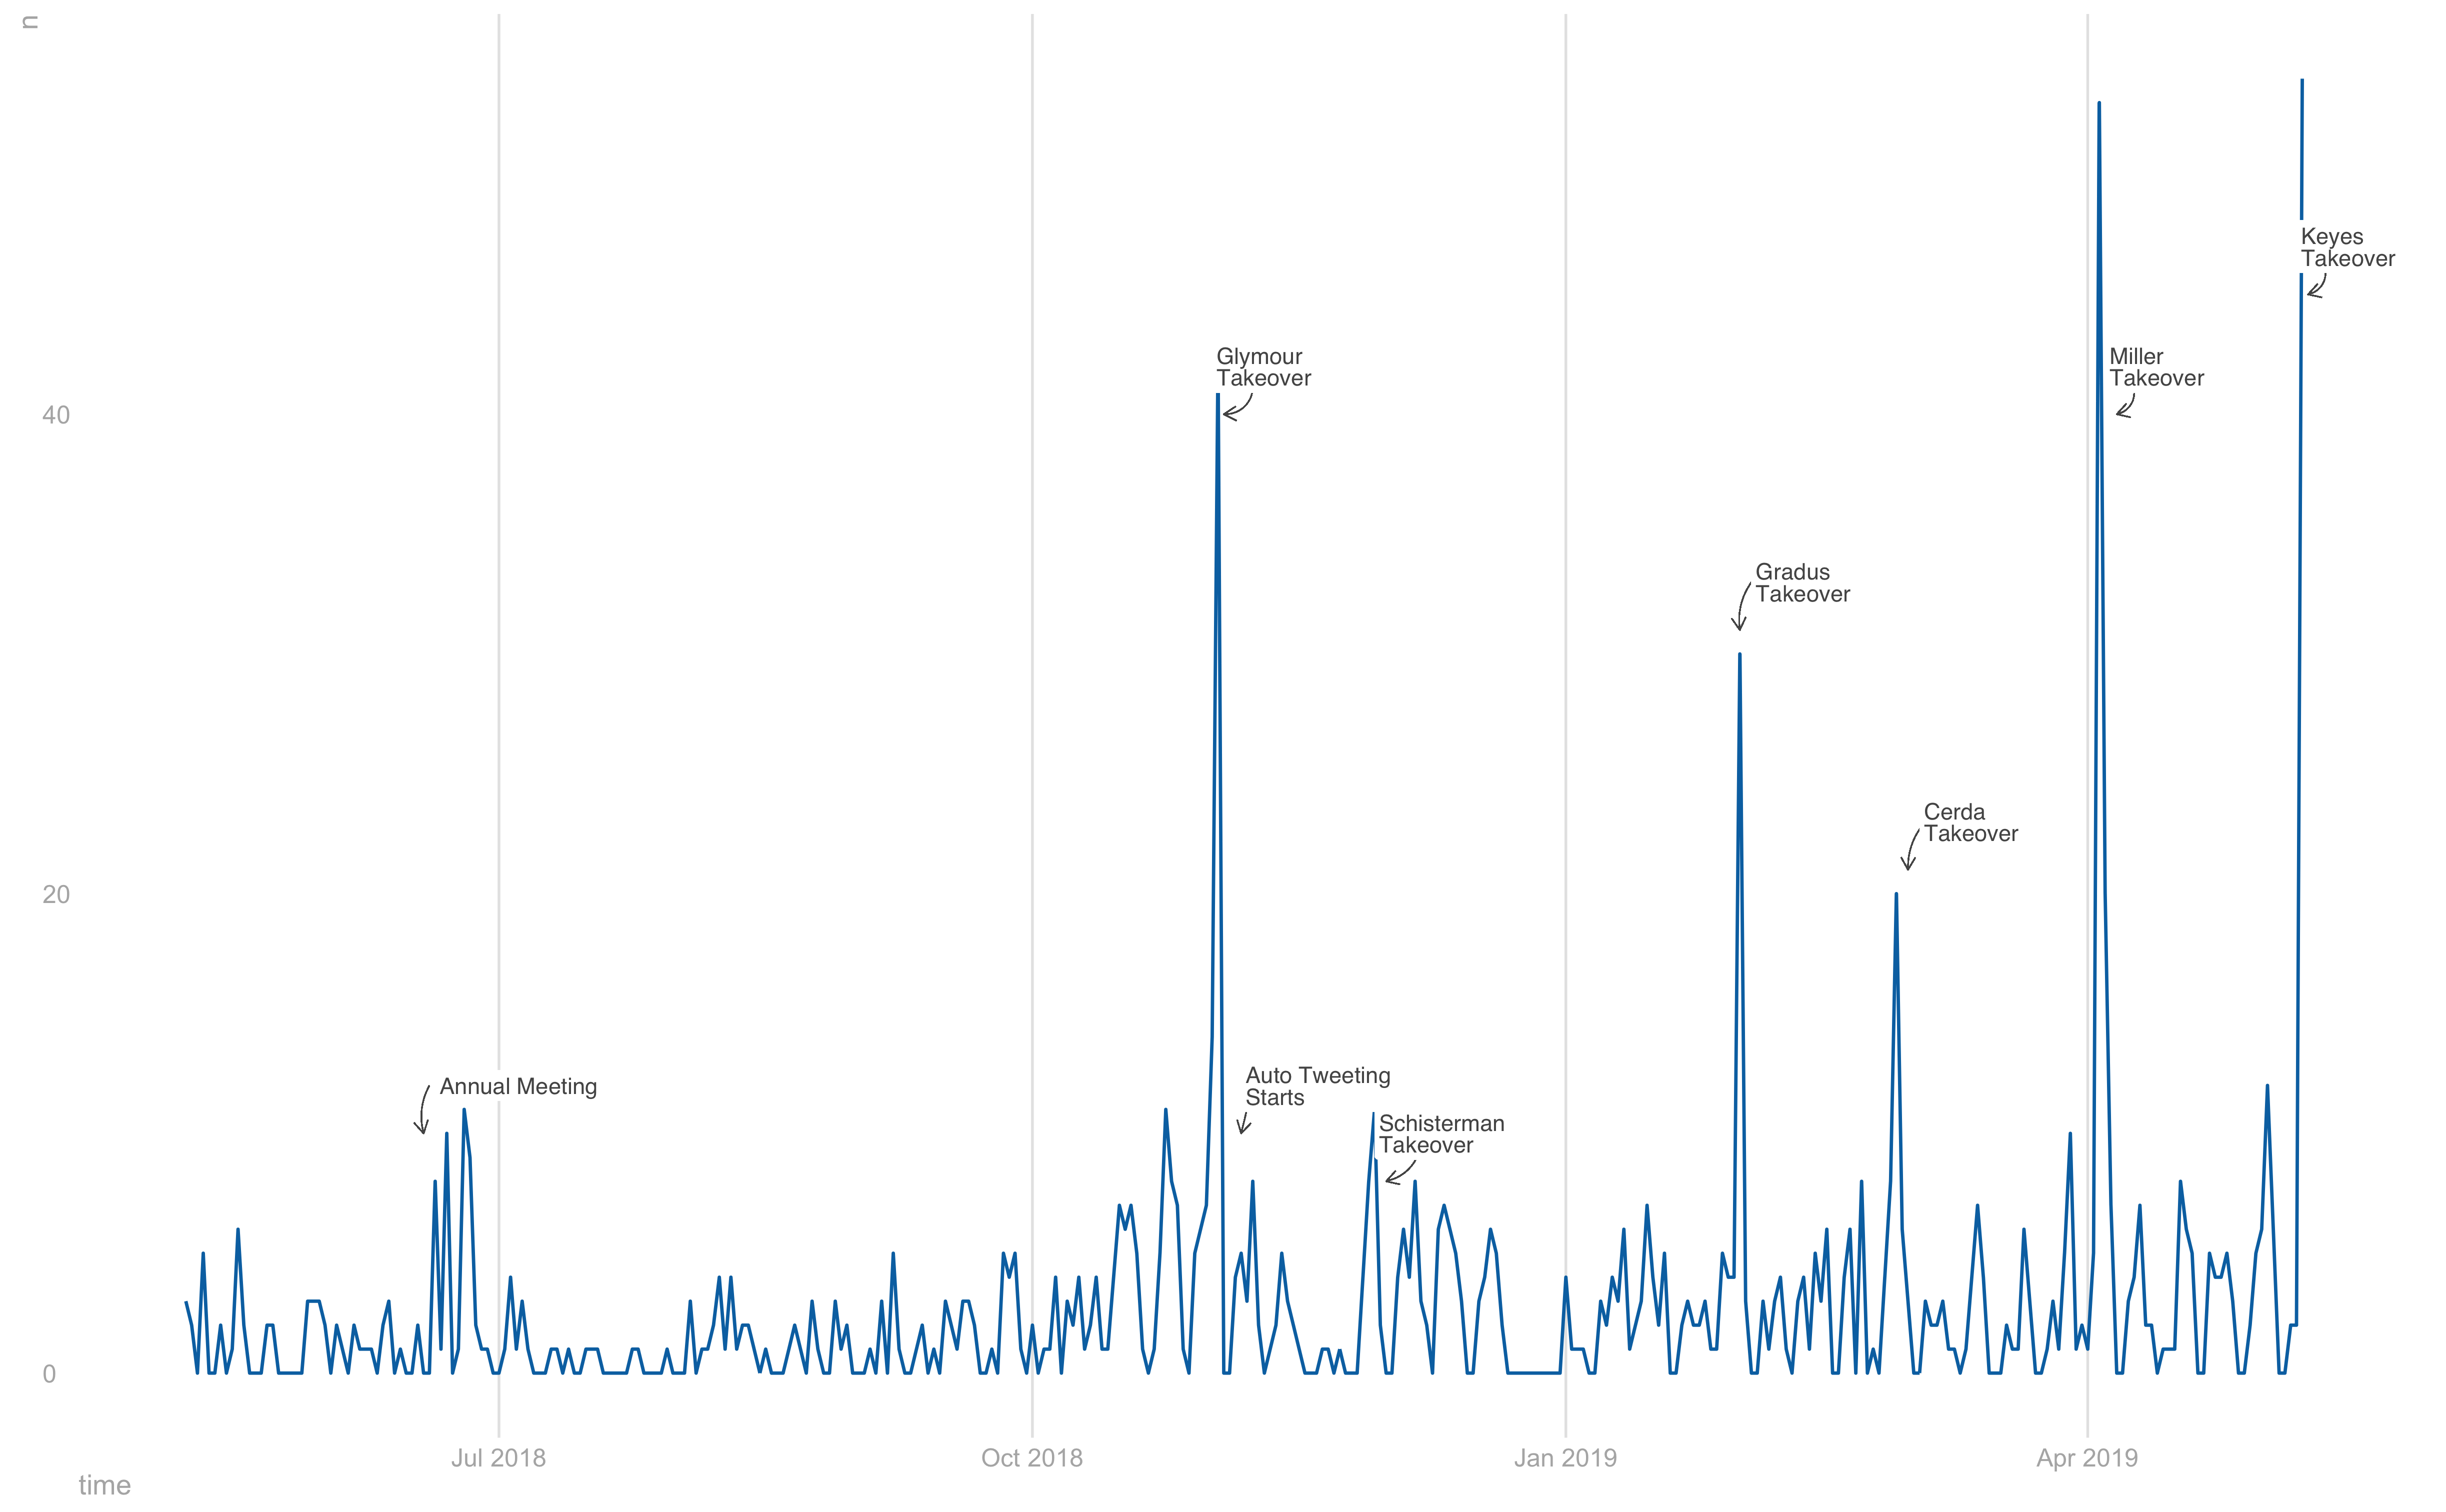 n
Keyes
Takeover
Glymour
Takeover
Miller
Takeover
40
Gradus
Takeover
Cerda
Takeover
20
Annual Meeting
Auto Tweeting
Starts
Schisterman
Takeover
0
Jul 2018
Oct 2018
Jan 2019
Apr 2019
time